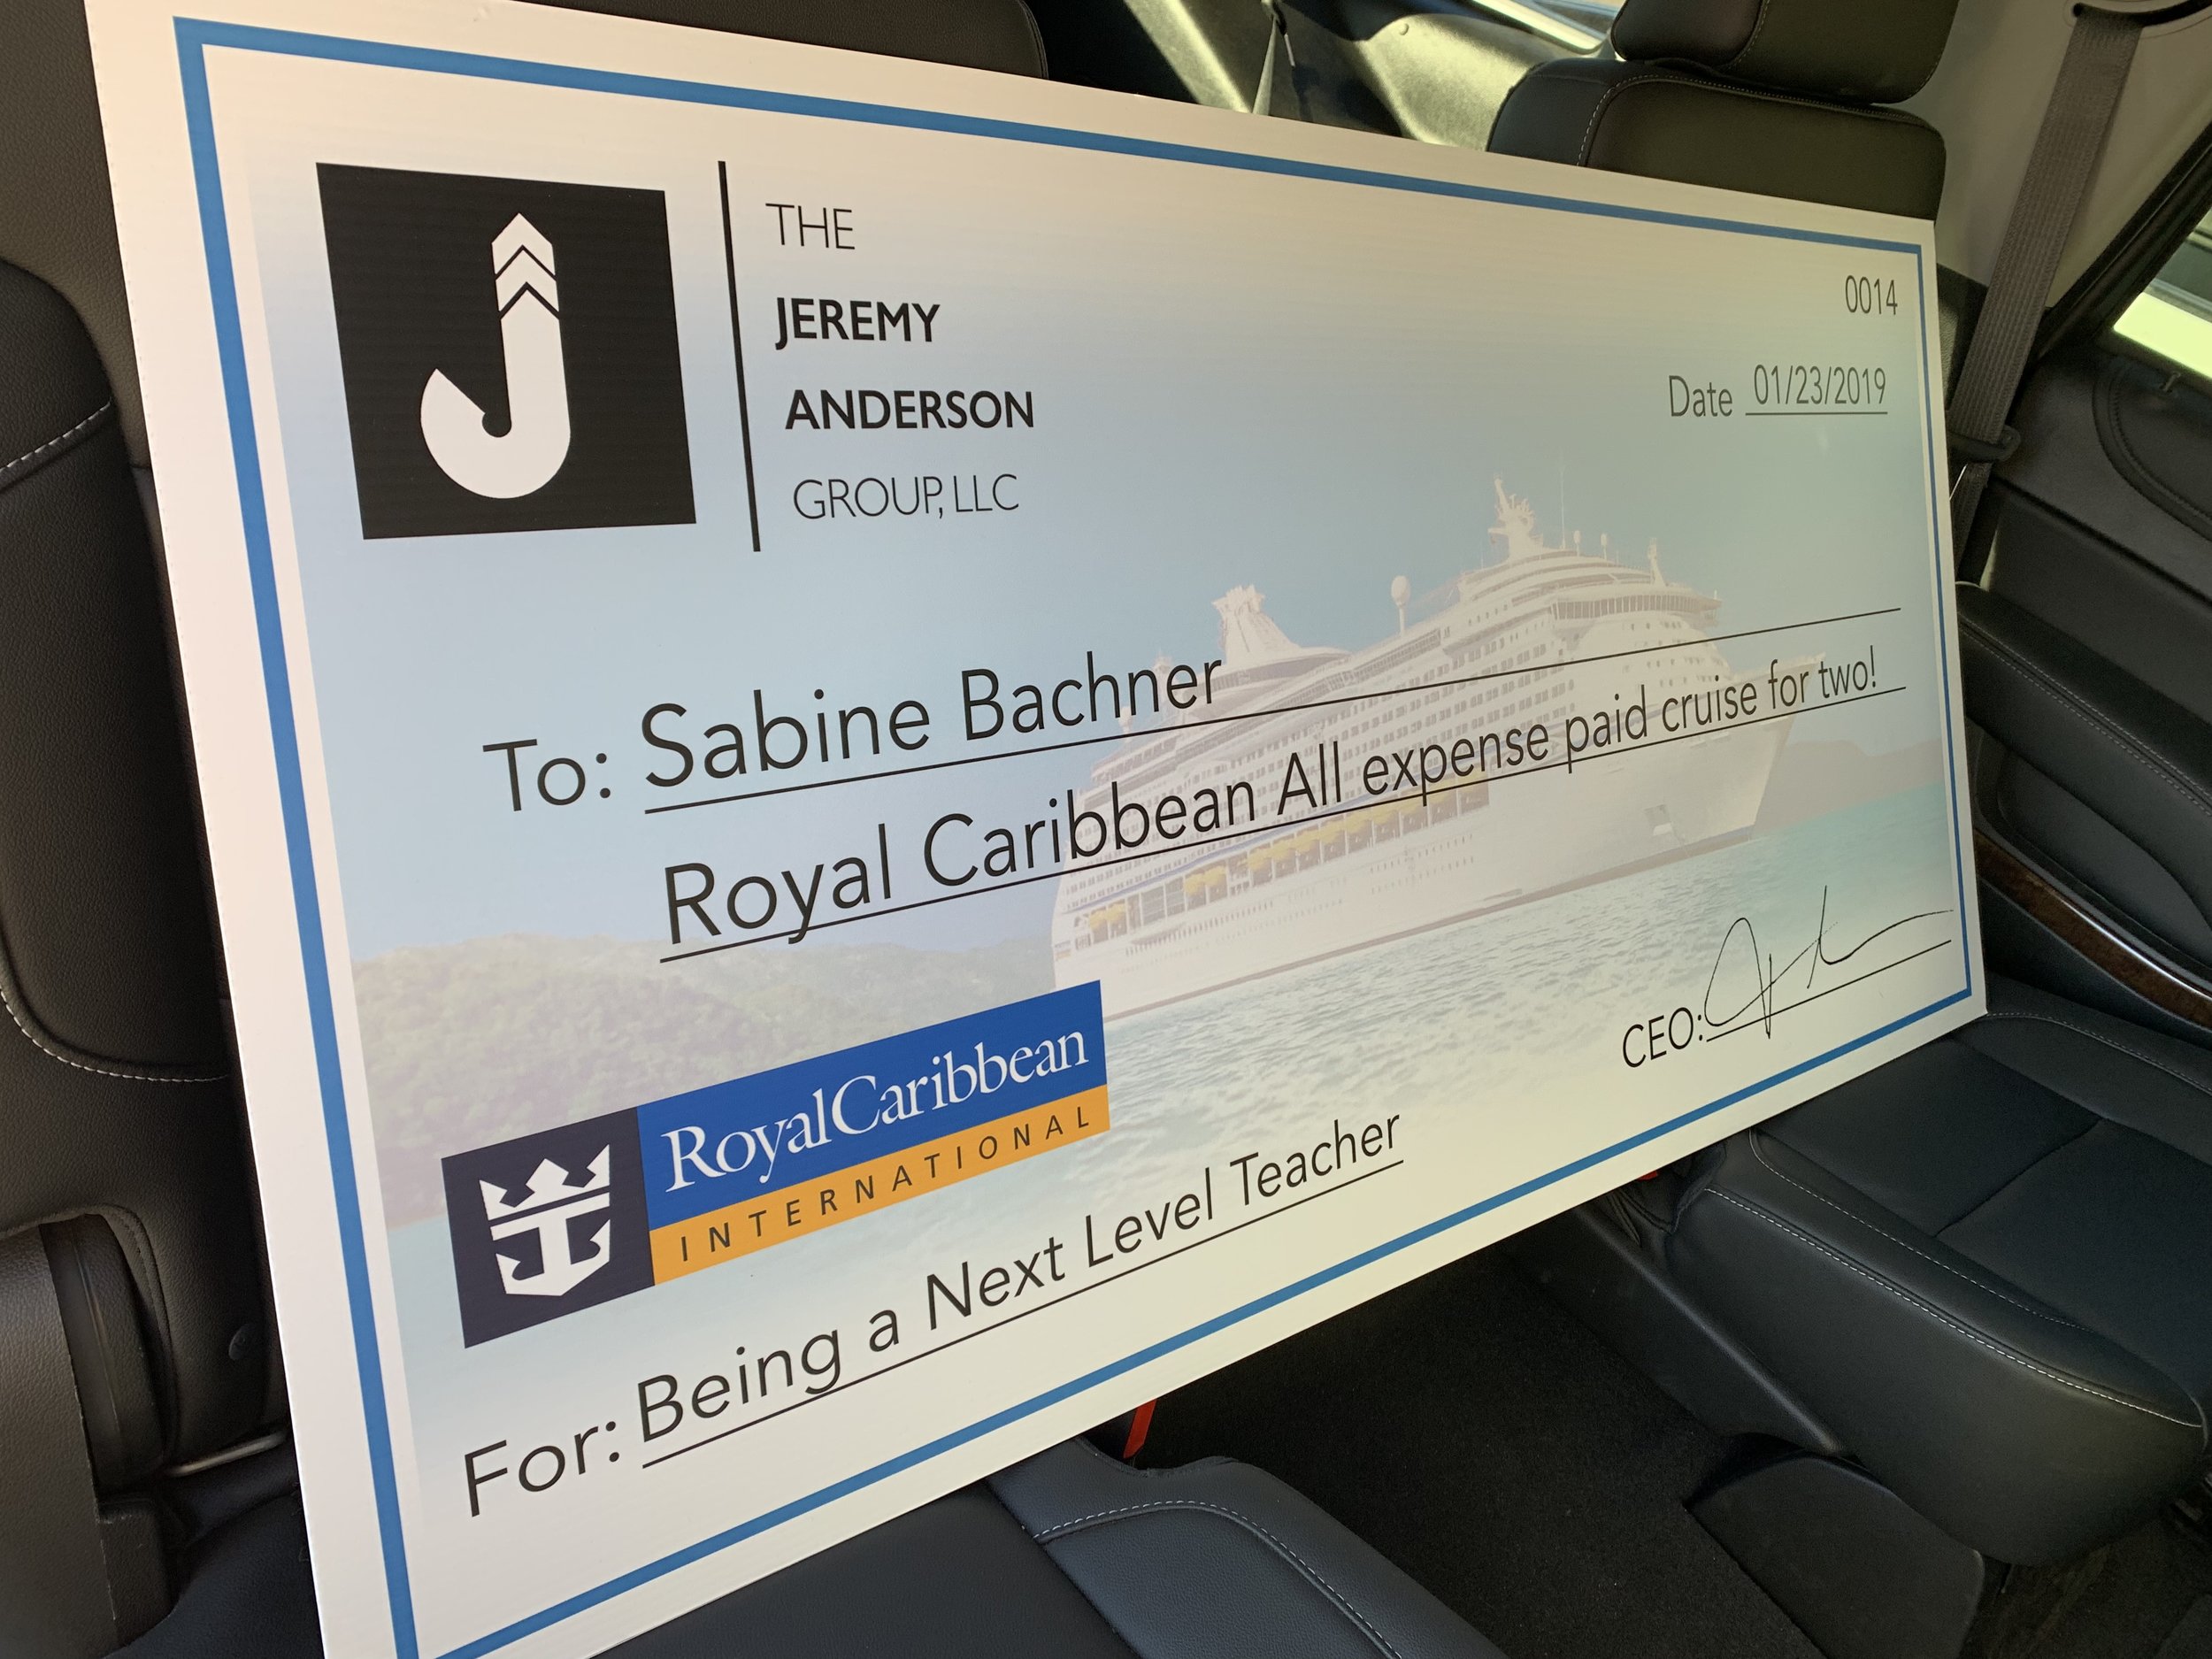 THE
JEREMY
ANDERSON
GROUP, LLC
0014
Date 01/23/2019
To: Sabine Bachner
Royal Caribbean All expense paid cruise for two!
RoyalCaribbean
INTERNATIONAL
CEO:
For: Being a Next Level Teacher